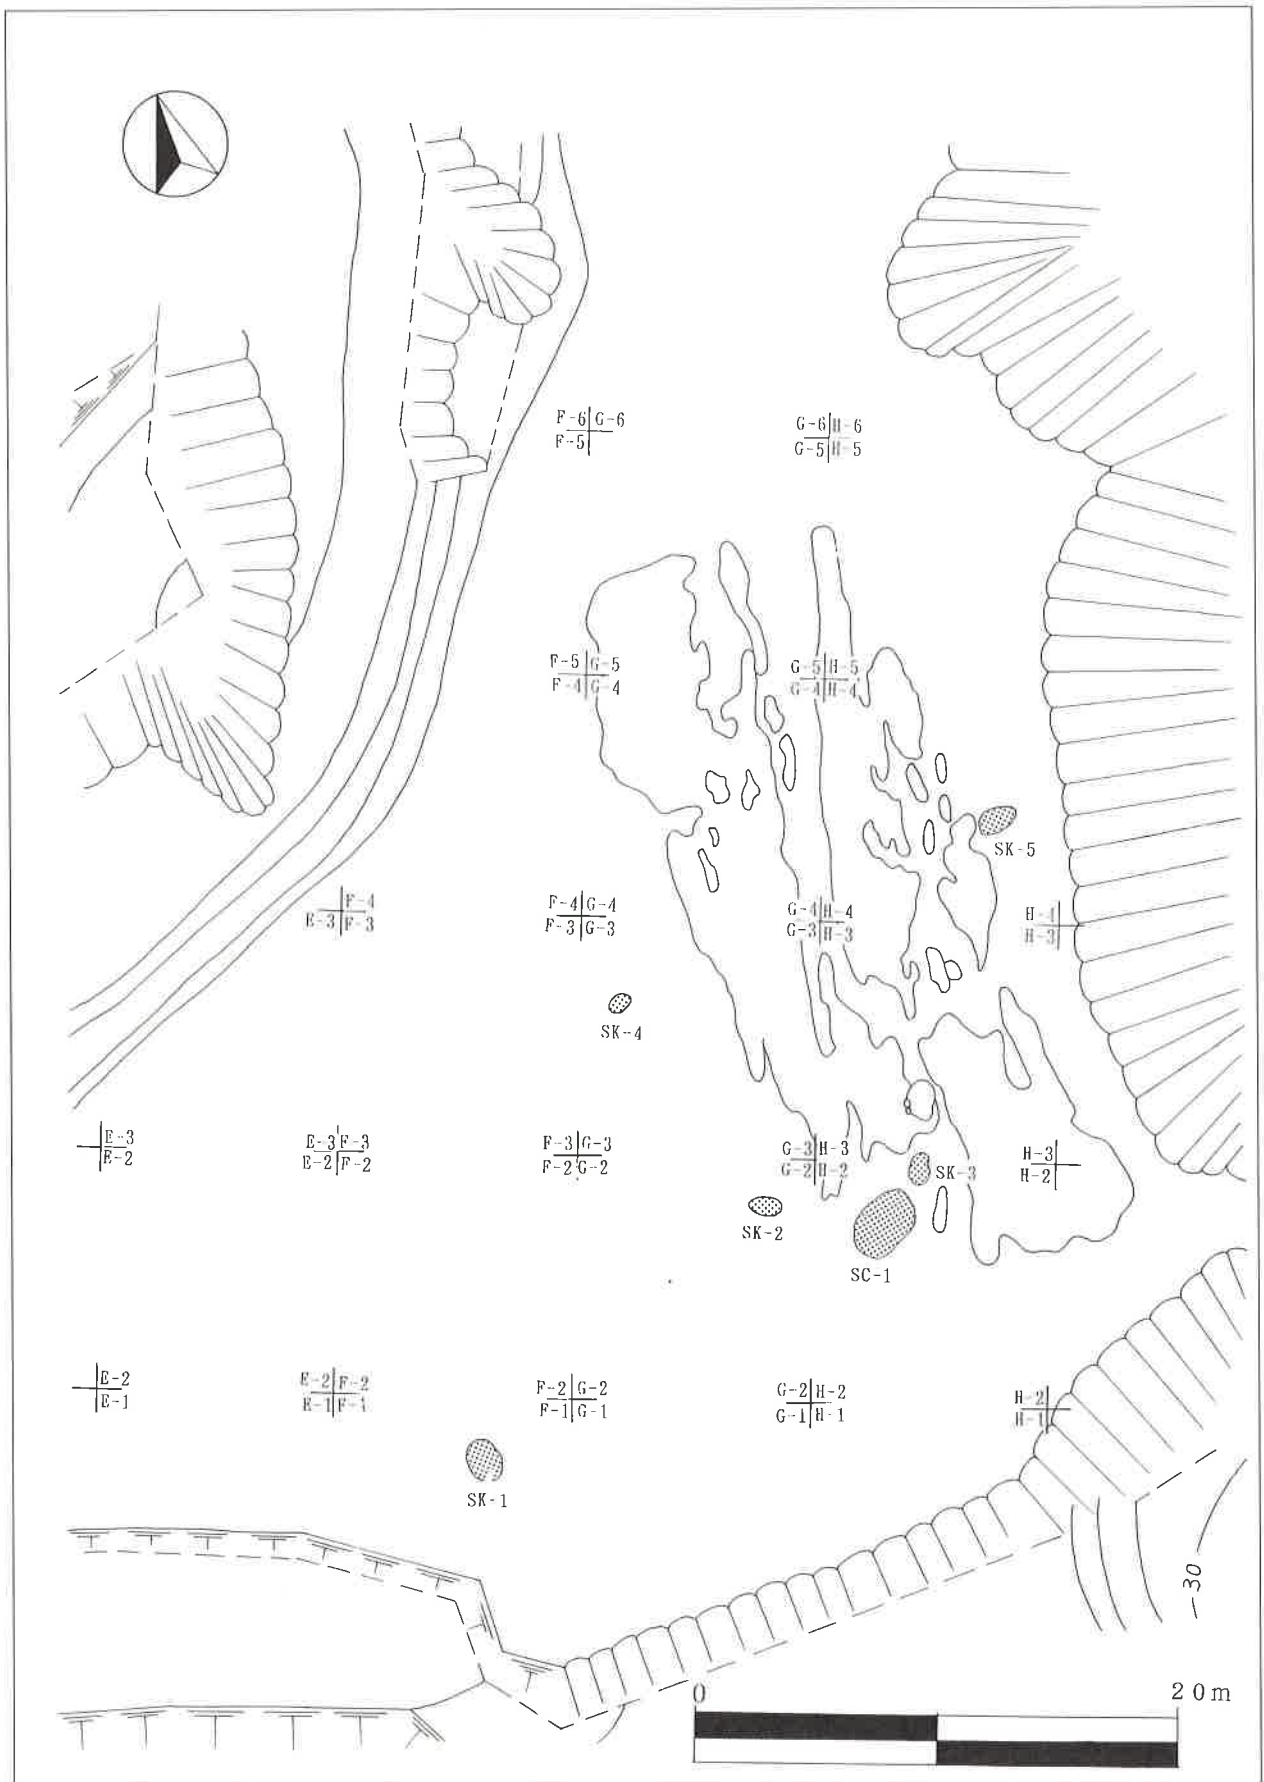 F-6 G-6
F-5
G-6 H-6
G-5 H-5
F-5 G-5
F-4 G-4
G-5 H-5
G-4 H-4
SK-5
F-4
E-3 F-3
F-4 G-4
F-3 G-3
G-4 H-4
G-3 H-3
H-4
H-3
SK-4
E-3
E-2
E-3 F-3
E-2 F-2
F-3 G-3
F-2 G-2
G-3 H-3
G-2 H-2
SK-3
H-3
H-2
SK-2
SC-1
E-2
E-1
E-2 F-2
E-1 F-1
F-2 G-2
F-1 G-1
G-2 H-2
G-1 H-1
H-2
H-1
SK-1
30
0 20m